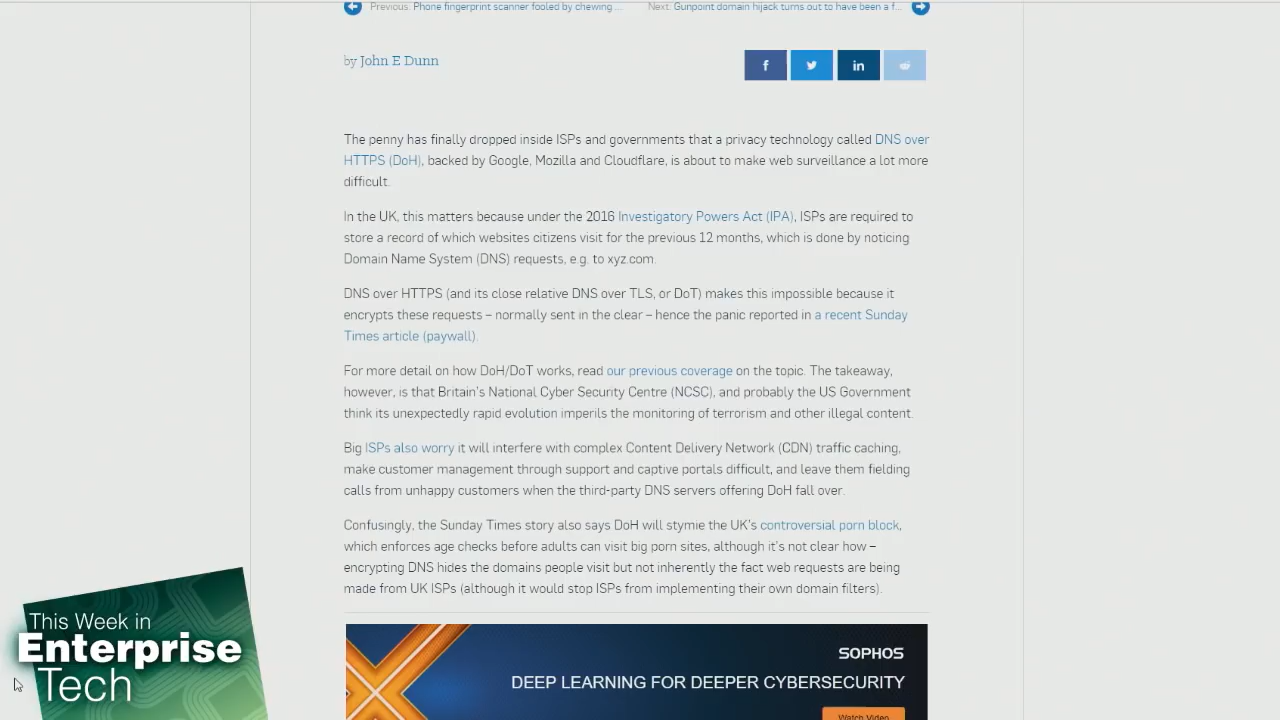 Previous: Phone fingerprint scanner fooled by chewing ...
Next: Gunpoint domain hijack turns out to have been a f...
by John E Dunn
The penny has finally dropped inside ISPs and governments that a privacy technology called DNS over
HTTPS (DoH), backed by Google, Mozilla and Cloudflare, is about to make web surveillance a lot more
difficult.
In the UK, this matters because under the 2016 Investigatory Powers Act (IPA), ISPs are required to
store a record of which websites citizens visit for the previous 12 months, which is done by noticing
Domain Name System (DNS) requests, e.g. to xyz.com.
DNS over HTTPS (and its close relative DNS over TLS, or DoT) makes this impossible because it
encrypts these requests – normally sent in the clear – hence the panic reported in a recent Sunday
Times article (paywall).
For more detail on how DoH/DoT works, read our previous coverage on the topic. The takeaway,
however, is that Britain's National Cyber Security Centre (NCSC), and probably the US Government
think its unexpectedly rapid evolution imperils the monitoring of terrorism and other illegal content.
Big ISPs also worry it will interfere with complex Content Delivery Network (CDN) traffic caching,
make customer management through support and captive portals difficult, and leave them fielding
calls from unhappy customers when the third-party DNS servers offering DoH fall over.
Confusingly, the Sunday Times story also says DoH will stymie the UK's controversial porn block,
which enforces age checks before adults can visit big porn sites, although it's not clear how –
encrypting DNS hides the domains people visit but not inherently the fact web requests are being
made from UK ISPs (although it would stop ISPs from implementing their own domain filters).
This Week in
Enterprise
Tech
SOPHOS
DEEP LEARNING FOR DEEPER CYBERSECURITY
Watch Video